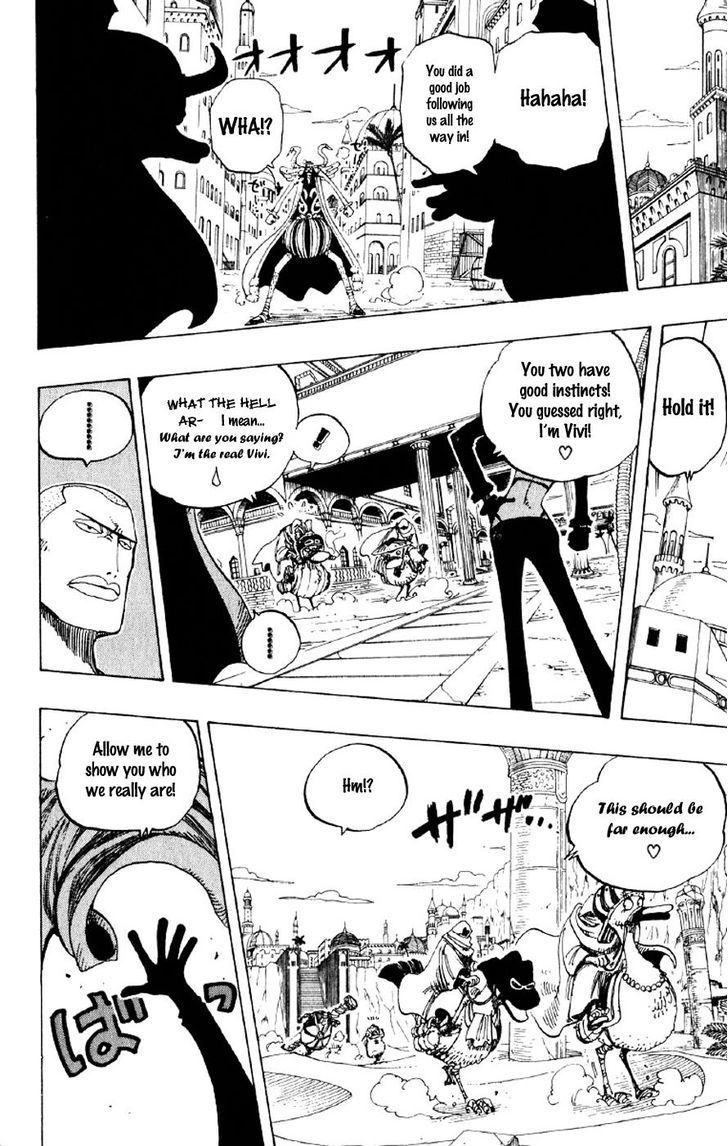 Hahaha!
You did a
good job
following
us all the
way in!
WHA!?
オオオオ
Hold it!
You two have
good instincts!
You guessed right,
I'm Vivi!
♡
!
WHAT THE HELL
AR- I mean...
What are you saying?
I'm the real Vivi.
This should be
far enough...
♡
ザザ...
Hm!?
Allow me to
show you who
we really are!
ばっ